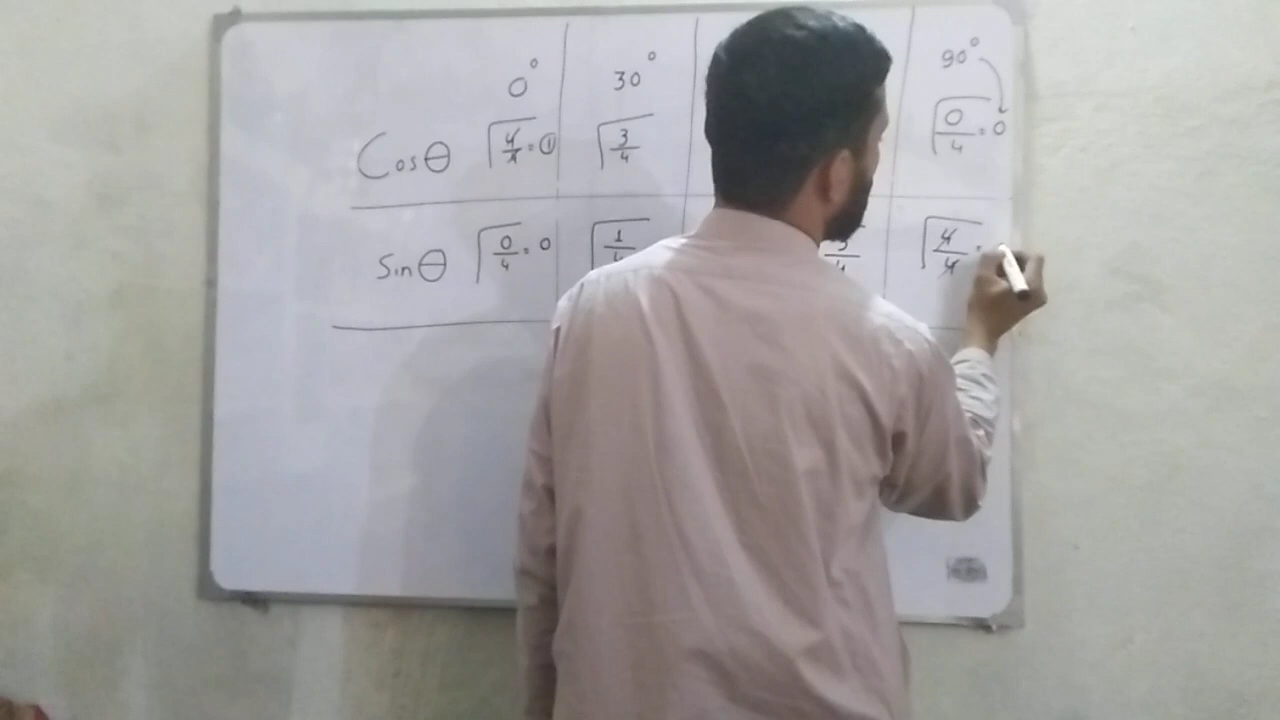 0° 30° 90°
Cosθ √4/4 = 1 √3/4 √0/4 = 0
Sinθ √0/4 = 0 √1/4 √4/4 =